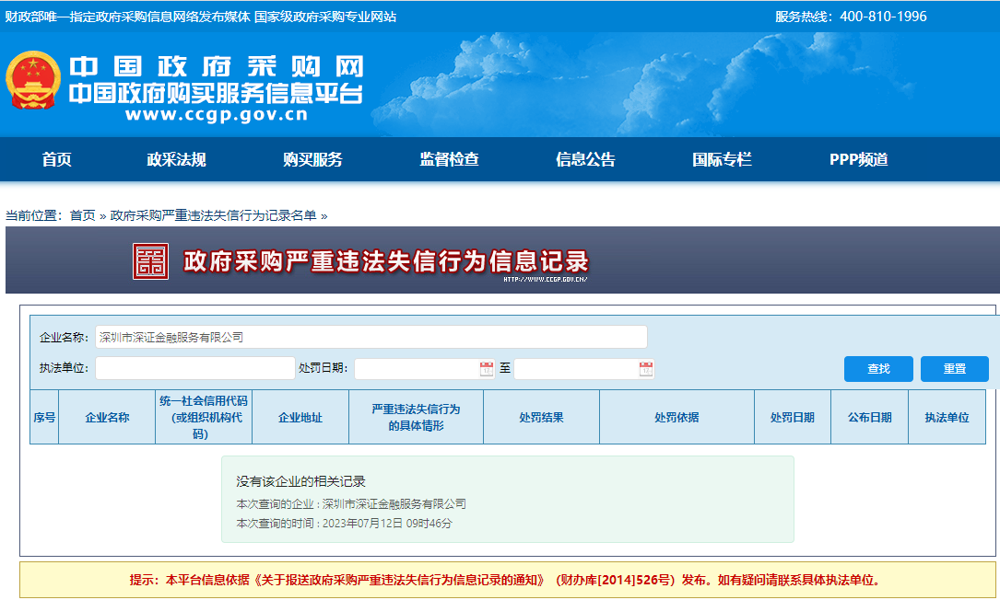 财政部唯一指定政府采购信息网络发布媒体 国家级政府采购专业网站
服务热线：400-810-1996
中国政府采购网
中国政府购买服务信息平台
www.ccgp.gov.cn
首页 政采法规 购买服务 监督检查 信息公告 国际专栏 PPP频道
当前位置：首页 » 政府采购严重违法失信行为记录名单 »
政府采购严重违法失信行为信息记录
HTTP://WWW.CCGP.GOV.CN/
企业名称：深圳市深证金融服务有限公司
执法单位： 处罚日期： 至 查找 重置
序号 企业名称 统一社会信用代码（或组织机构代码） 企业地址 严重违法失信行为的具体情形 处罚结果 处罚依据 处罚日期 公布日期 执法单位
没有该企业的相关记录
本次查询的企业 : 深圳市深证金融服务有限公司
本次查询的时间 : 2023年07月12日 09时46分
提示：本平台信息依据《关于报送政府采购严重违法失信行为信息记录的通知》（财办库[2014]526号）发布。如有疑问请联系具体执法单位。